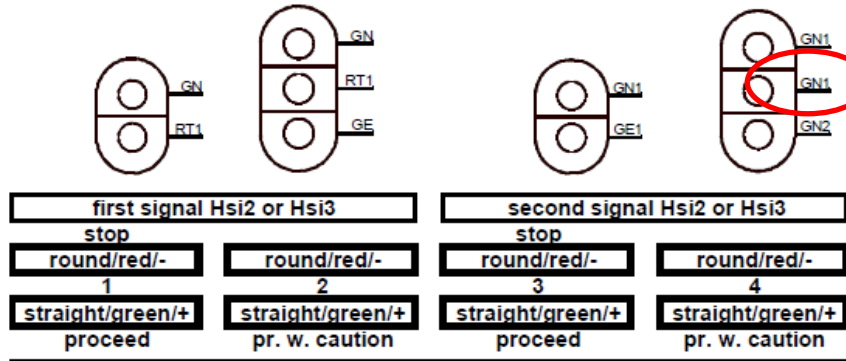 GN
RT1
GN
RT1
GE
GN1
GE1
GN1
GN1
GN2
first signal Hsi2 or Hsi3 second signal Hsi2 or Hsi3
stop stop
round/red/- round/red/- round/red/- round/red/-
1 2 3 4
straight/green/+ straight/green/+ straight/green/+ straight/green/+
proceed pr. w. caution proceed pr. w. caution